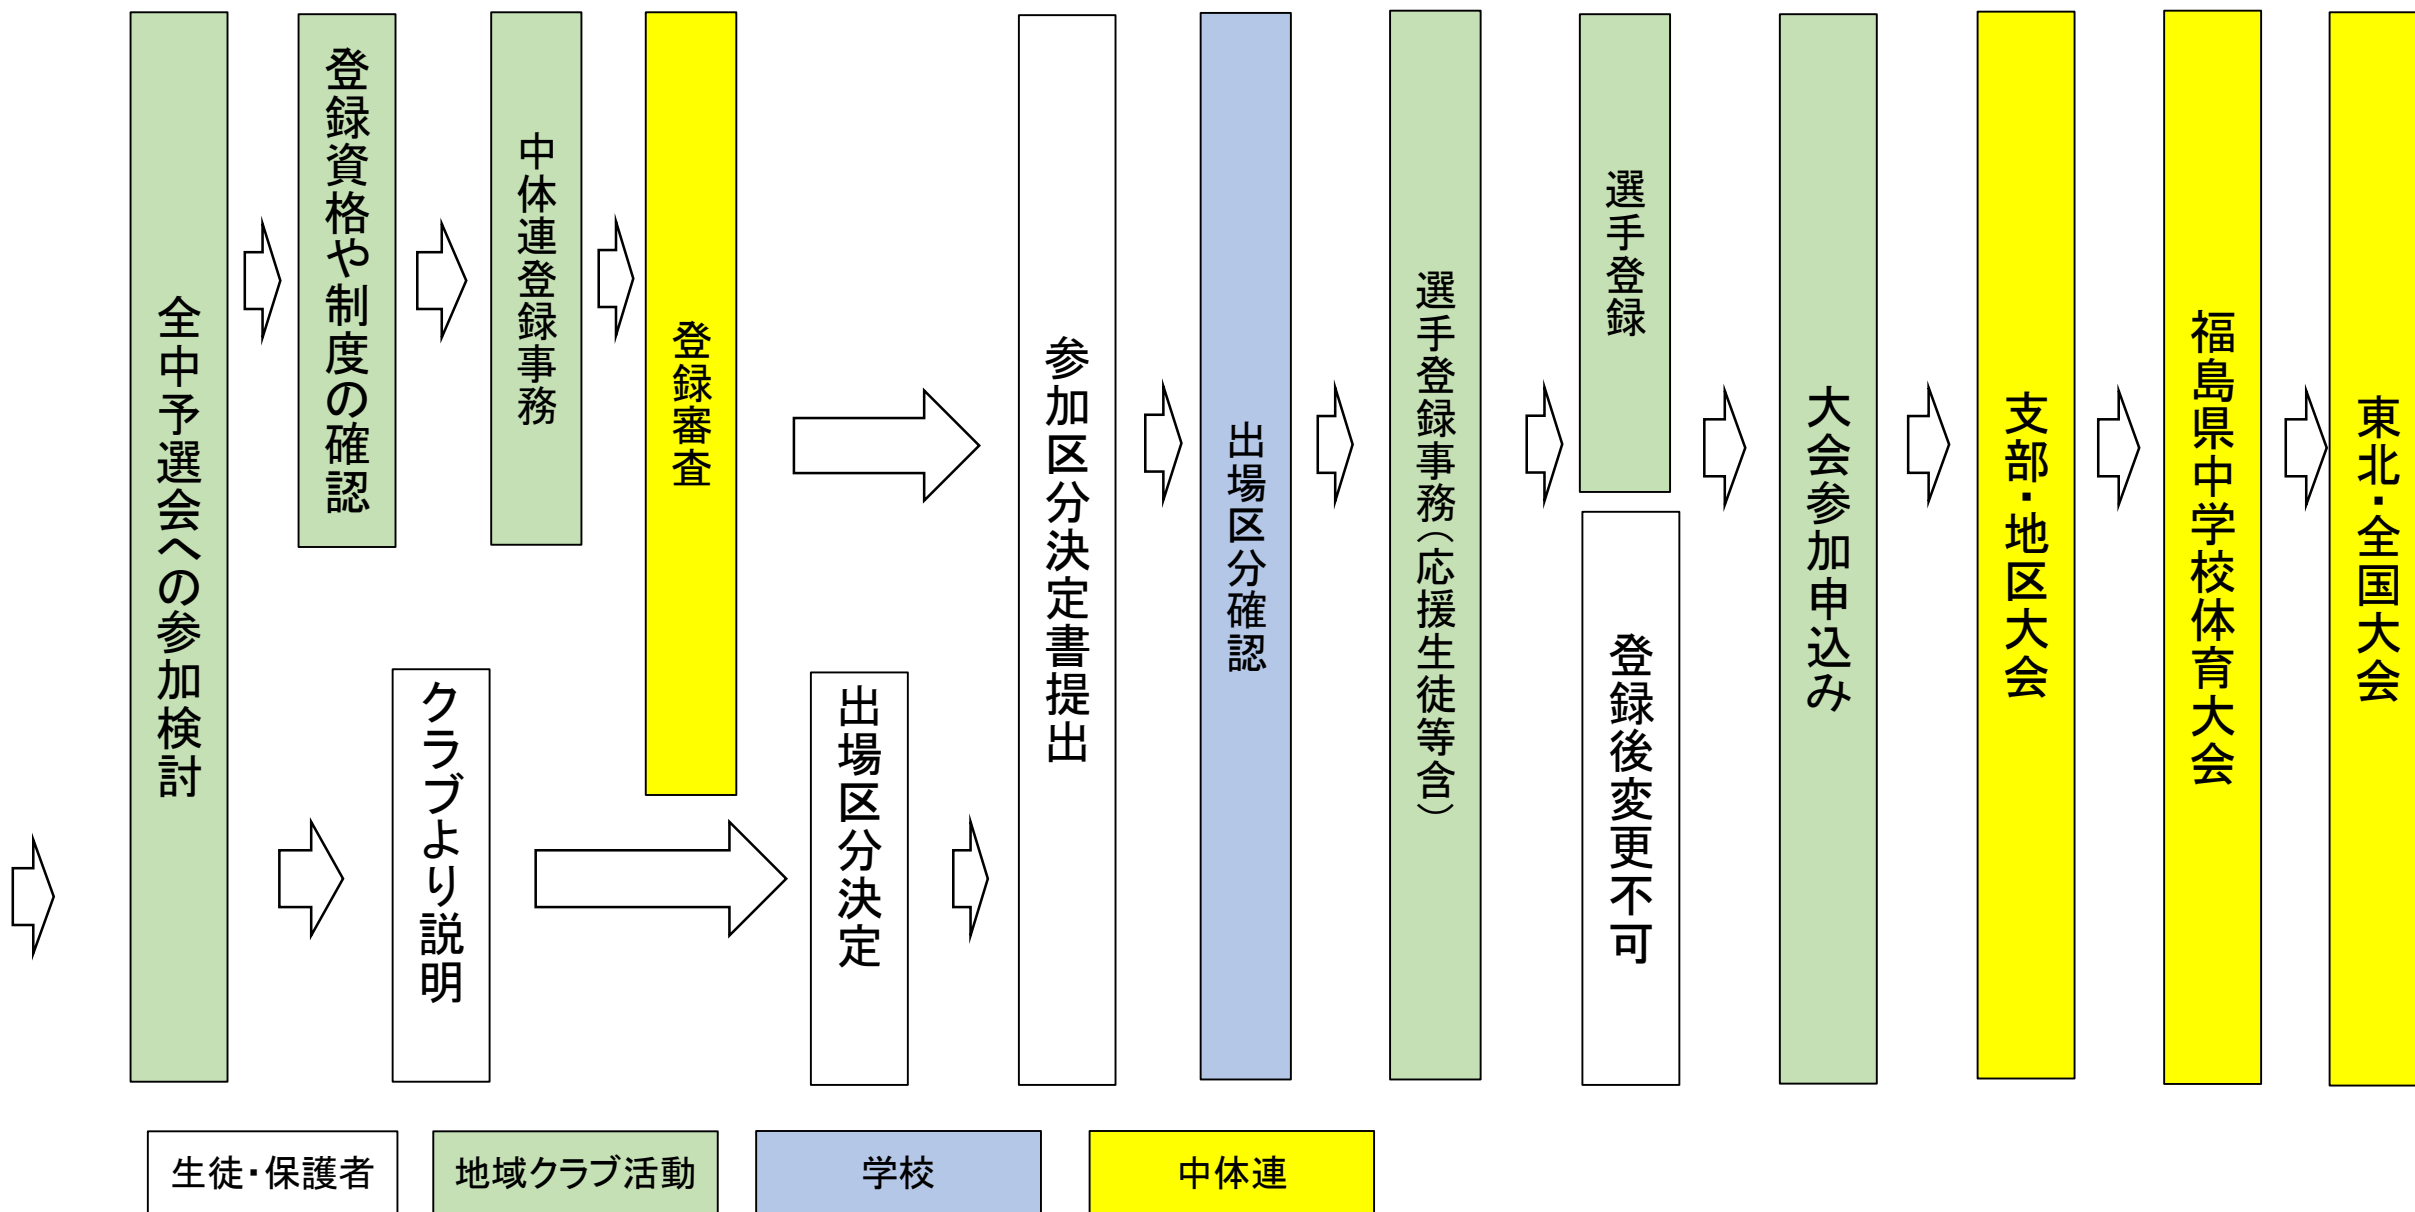 全中予選会への参加検討
登録資格や制度の確認
中体連登録事務
登録審査
クラブより説明
出場区分決定
参加区分決定書提出
出場区分確認
選手登録事務（応援生徒等含）
選手登録
登録後変更不可
大会参加申込み
支部・地区大会
福島県中学校体育大会
東北・全国大会
生徒・保護者
地域クラブ活動
学校
中体連